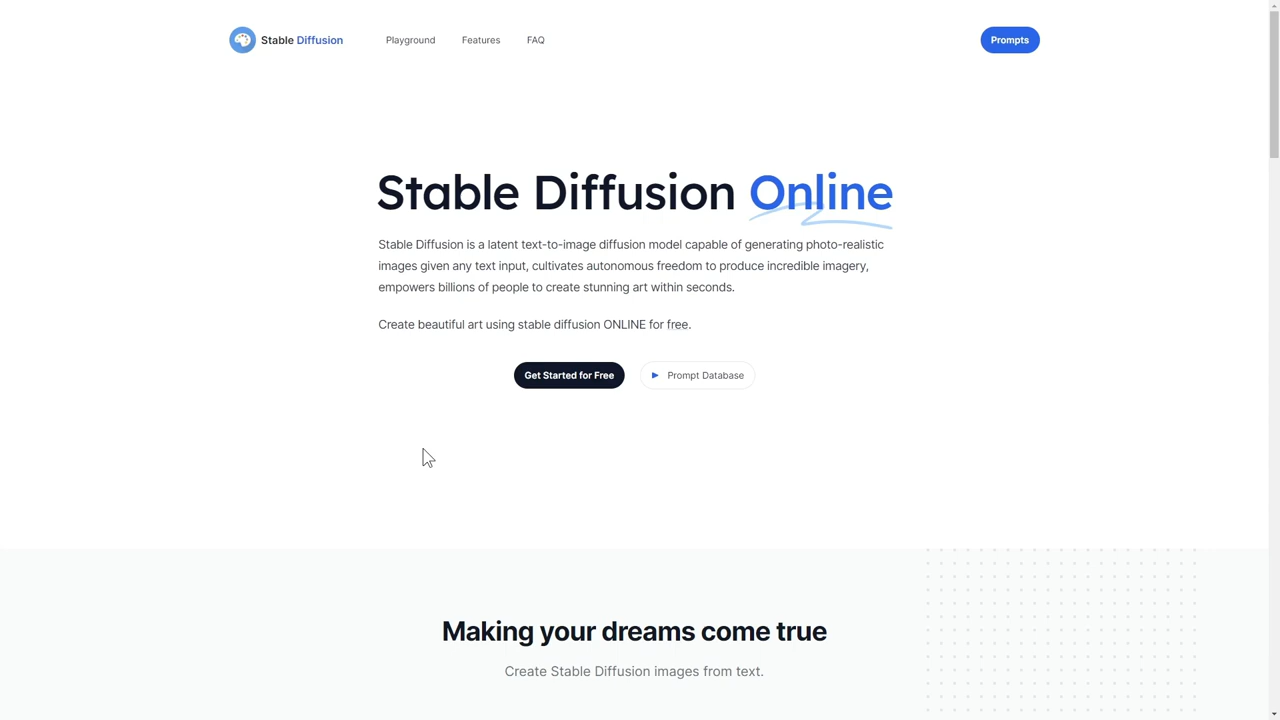 Stable Diffusion
Playground
Features
FAQ
Prompts
Stable Diffusion Online
Stable Diffusion is a latent text-to-image diffusion model capable of generating photo-realistic
images given any text input, cultivates autonomous freedom to produce incredible imagery,
empowers billions of people to create stunning art within seconds.
Create beautiful art using stable diffusion ONLINE for free.
Get Started for Free
Prompt Database
Making your dreams come true
Create Stable Diffusion images from text.